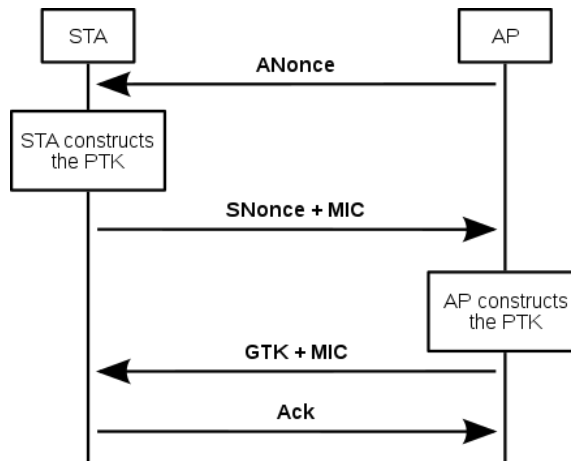 STA
AP
ANonce
STA constructs
the PTK
SNonce + MIC
AP constructs
the PTK
GTK + MIC
Ack